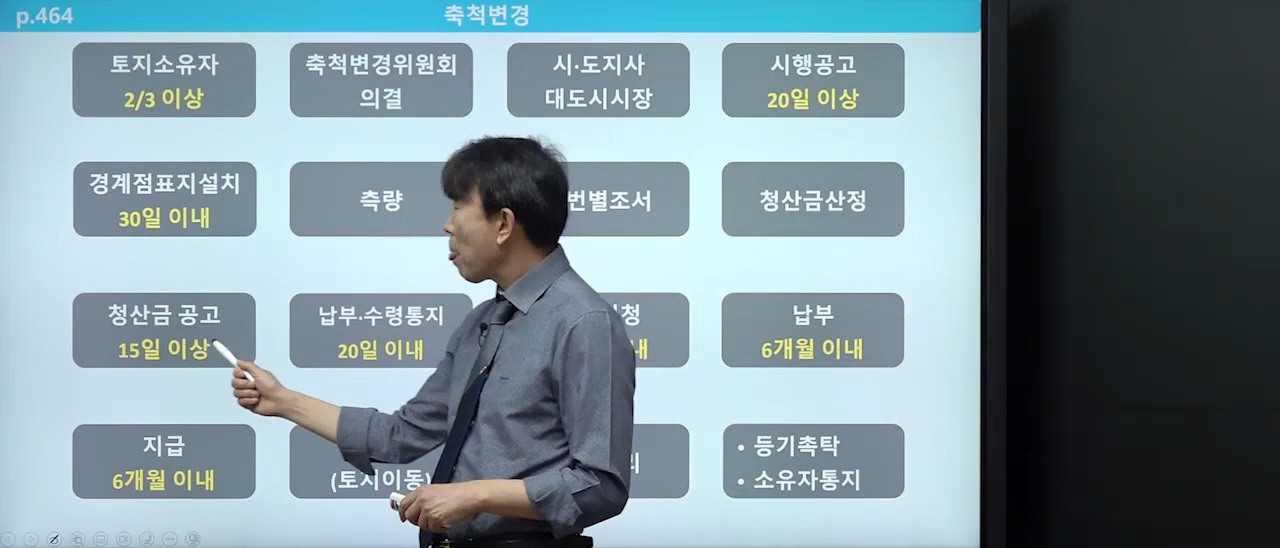 p.464
축척변경
토지소유자
2/3 이상
축척변경위원회
의결
시·도지사
대도시시장
시행공고
20일 이상
경계점표지설치
30일 이내
측량
번별조서
청산금산정
청산금 공고
15일 이상
납부·수령통지
20일 이내
납부
6개월 이내
지급
6개월 이내
(토지이동)
• 등기촉탁
• 소유자통지